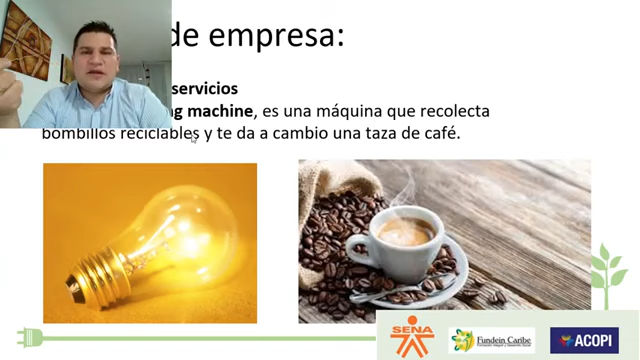 de empresa:
servicios
machine, es una máquina que recolecta
bombillos reciclables y te da a cambio una taza de café.
SENA
Fundein Caribe
ACOPI